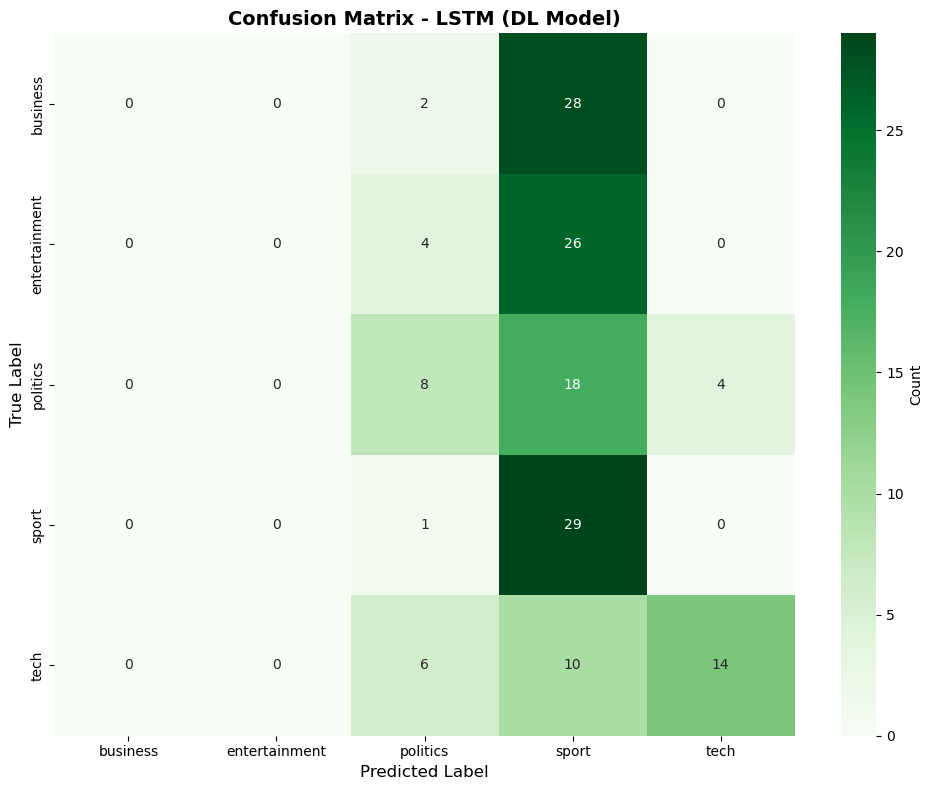 Confusion Matrix - LSTM (DL Model)
True Label
business 0 0 2 28 0
entertainment 0 0 4 26 0
politics 0 0 8 18 4
sport 0 0 1 29 0
tech 0 0 6 10 14
business entertainment politics sport tech
Predicted Label
25
20
15
10
5
0
Count